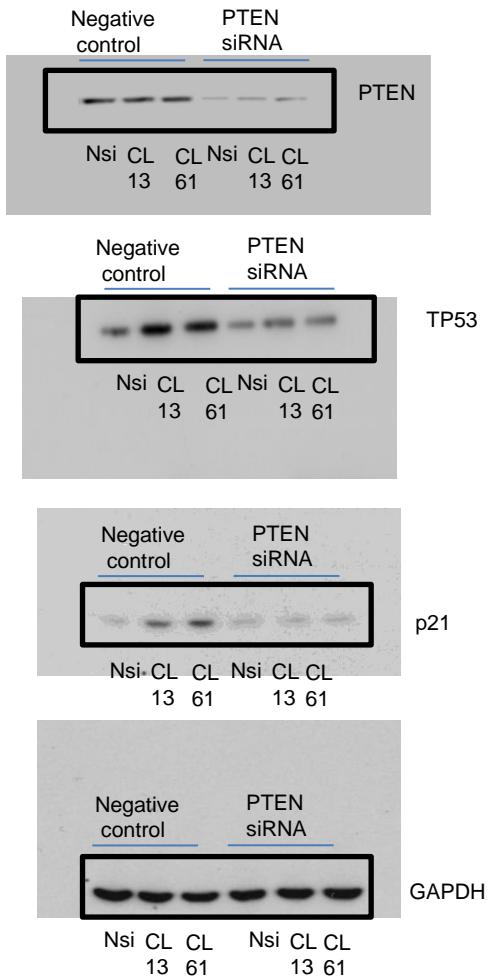 Negative PTEN
control siRNA
PTEN
Nsi CL CL Nsi CL CL
13 61 13 61
Negative PTEN
control siRNA
TP53
Nsi CL CL Nsi CL CL
13 61 13 61
Negative PTEN
control siRNA
p21
Nsi CL CL Nsi CL CL
13 61 13 61
Negative PTEN
control siRNA
GAPDH
Nsi CL CL Nsi CL CL
13 61 13 61